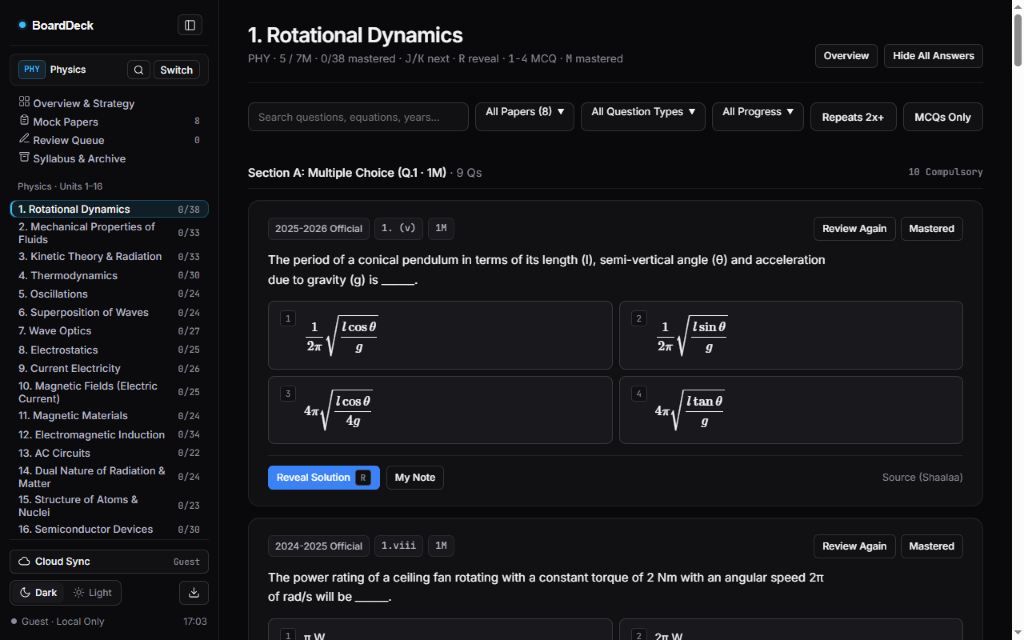 BoardDeck
PHY Physics Switch
Overview & Strategy
Mock Papers 8
Review Queue 0
Syllabus & Archive
Physics · Units 1–16
1. Rotational Dynamics 0/38
2. Mechanical Properties of
Fluids 0/33
3. Kinetic Theory & Radiation 0/33
4. Thermodynamics 0/30
5. Oscillations 0/24
6. Superposition of Waves 0/24
7. Wave Optics 0/27
8. Electrostatics 0/25
9. Current Electricity 0/26
10. Magnetic Fields (Electric
Current) 0/25
11. Magnetic Materials 0/24
12. Electromagnetic Induction 0/34
13. AC Circuits 0/22
14. Dual Nature of Radiation &
Matter 0/24
15. Structure of Atoms &
Nuclei 0/23
16. Semiconductor Devices 0/30
Cloud Sync Guest
Dark Light
Guest · Local Only 17:03
1. Rotational Dynamics
PHY · 5 / 7M · 0/38 mastered · J/K next · R reveal · 1-4 MCQ · M mastered
Overview Hide All Answers
Search questions, equations, years... All Papers (8) ▼ All Question Types ▼ All Progress ▼ Repeats 2x+ MCQs Only
Section A: Multiple Choice (Q.1 · 1M) · 9 Qs 10 Compulsory
2025-2026 Official 1. (v) 1M Review Again Mastered
The period of a conical pendulum in terms of its length (l), semi-vertical angle (θ) and acceleration
due to gravity (g) is _____.
1 1/2π √(l cos θ / g)
2 1/2π √(l sin θ / g)
3 4π √(l cos θ / 4g)
4 4π √(l tan θ / g)
Reveal Solution R My Note Source (Shaalaa)
2024-2025 Official 1.viii 1M Review Again Mastered
The power rating of a ceiling fan rotating with a constant torque of 2 Nm with an angular speed 2π
of rad/s will be _____.
1 π W
2 2π W